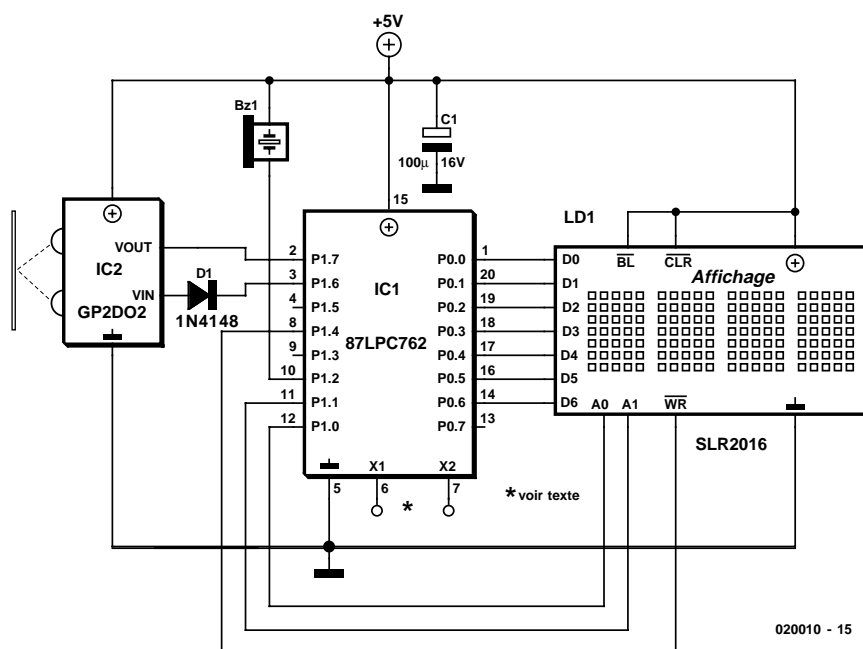 +5V
Bz1
C1
100µ 16V
15
LD1
VOUT
IC2
VIN
GP2DO2
D1
1N4148
2 P1.7 P0.0 1
3 P1.6 P0.1 20
4 P1.5 P0.2 19
8 P1.4 P0.3 18
9 P1.3 P0.4 17
10 P1.2 P0.5 16
11 P1.1 P0.6 14
12 P1.0 P0.7 13
IC1
87LPC762
X1 X2
5 6 7
*
* voir texte
D0 BL CLR
D1 Affichage
D2
D3
D4
D5
D6 A0 A1 WR
SLR2016
020010 - 15